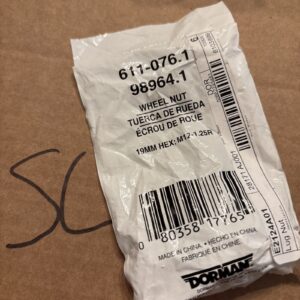 611-076.1
98964.1
WHEEL NUT
TUERCA DE RUEDA
ÉCROU DE ROUE
19MM HEX; M12-1.25R
0 80358 17765
MADE IN CHINA • HECHO EN CHINA
FABRIQUÉ EN CHINE
DORMAN
E2124A01
Lug Nut